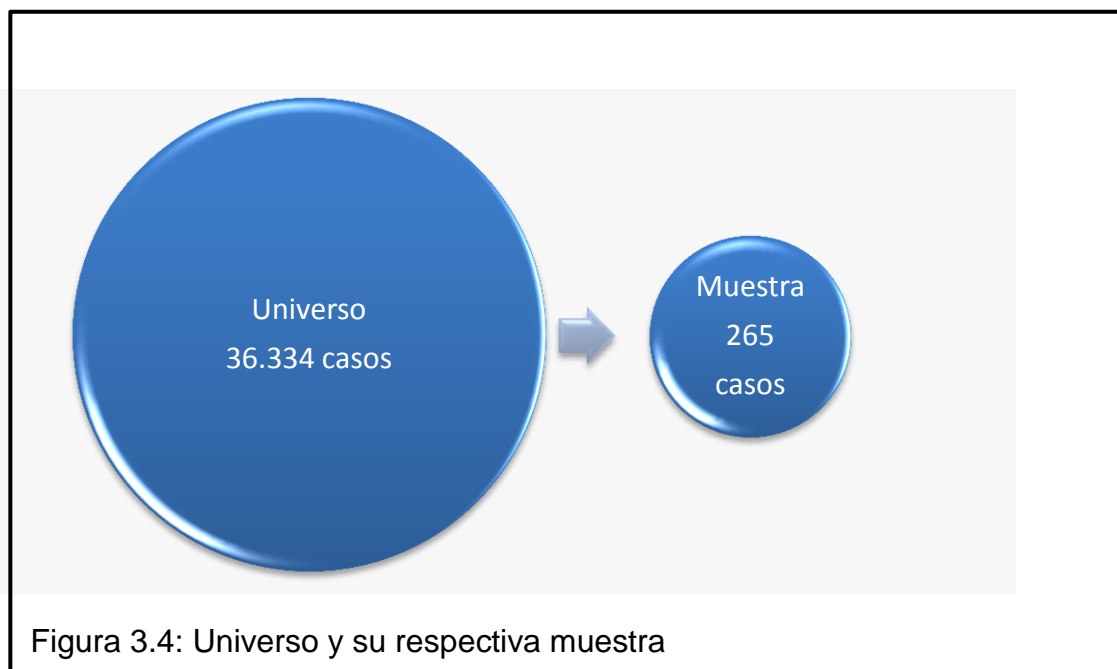 Universo
36.334 casos
Muestra
265
casos
Figura 3.4: Universo y su respectiva muestra